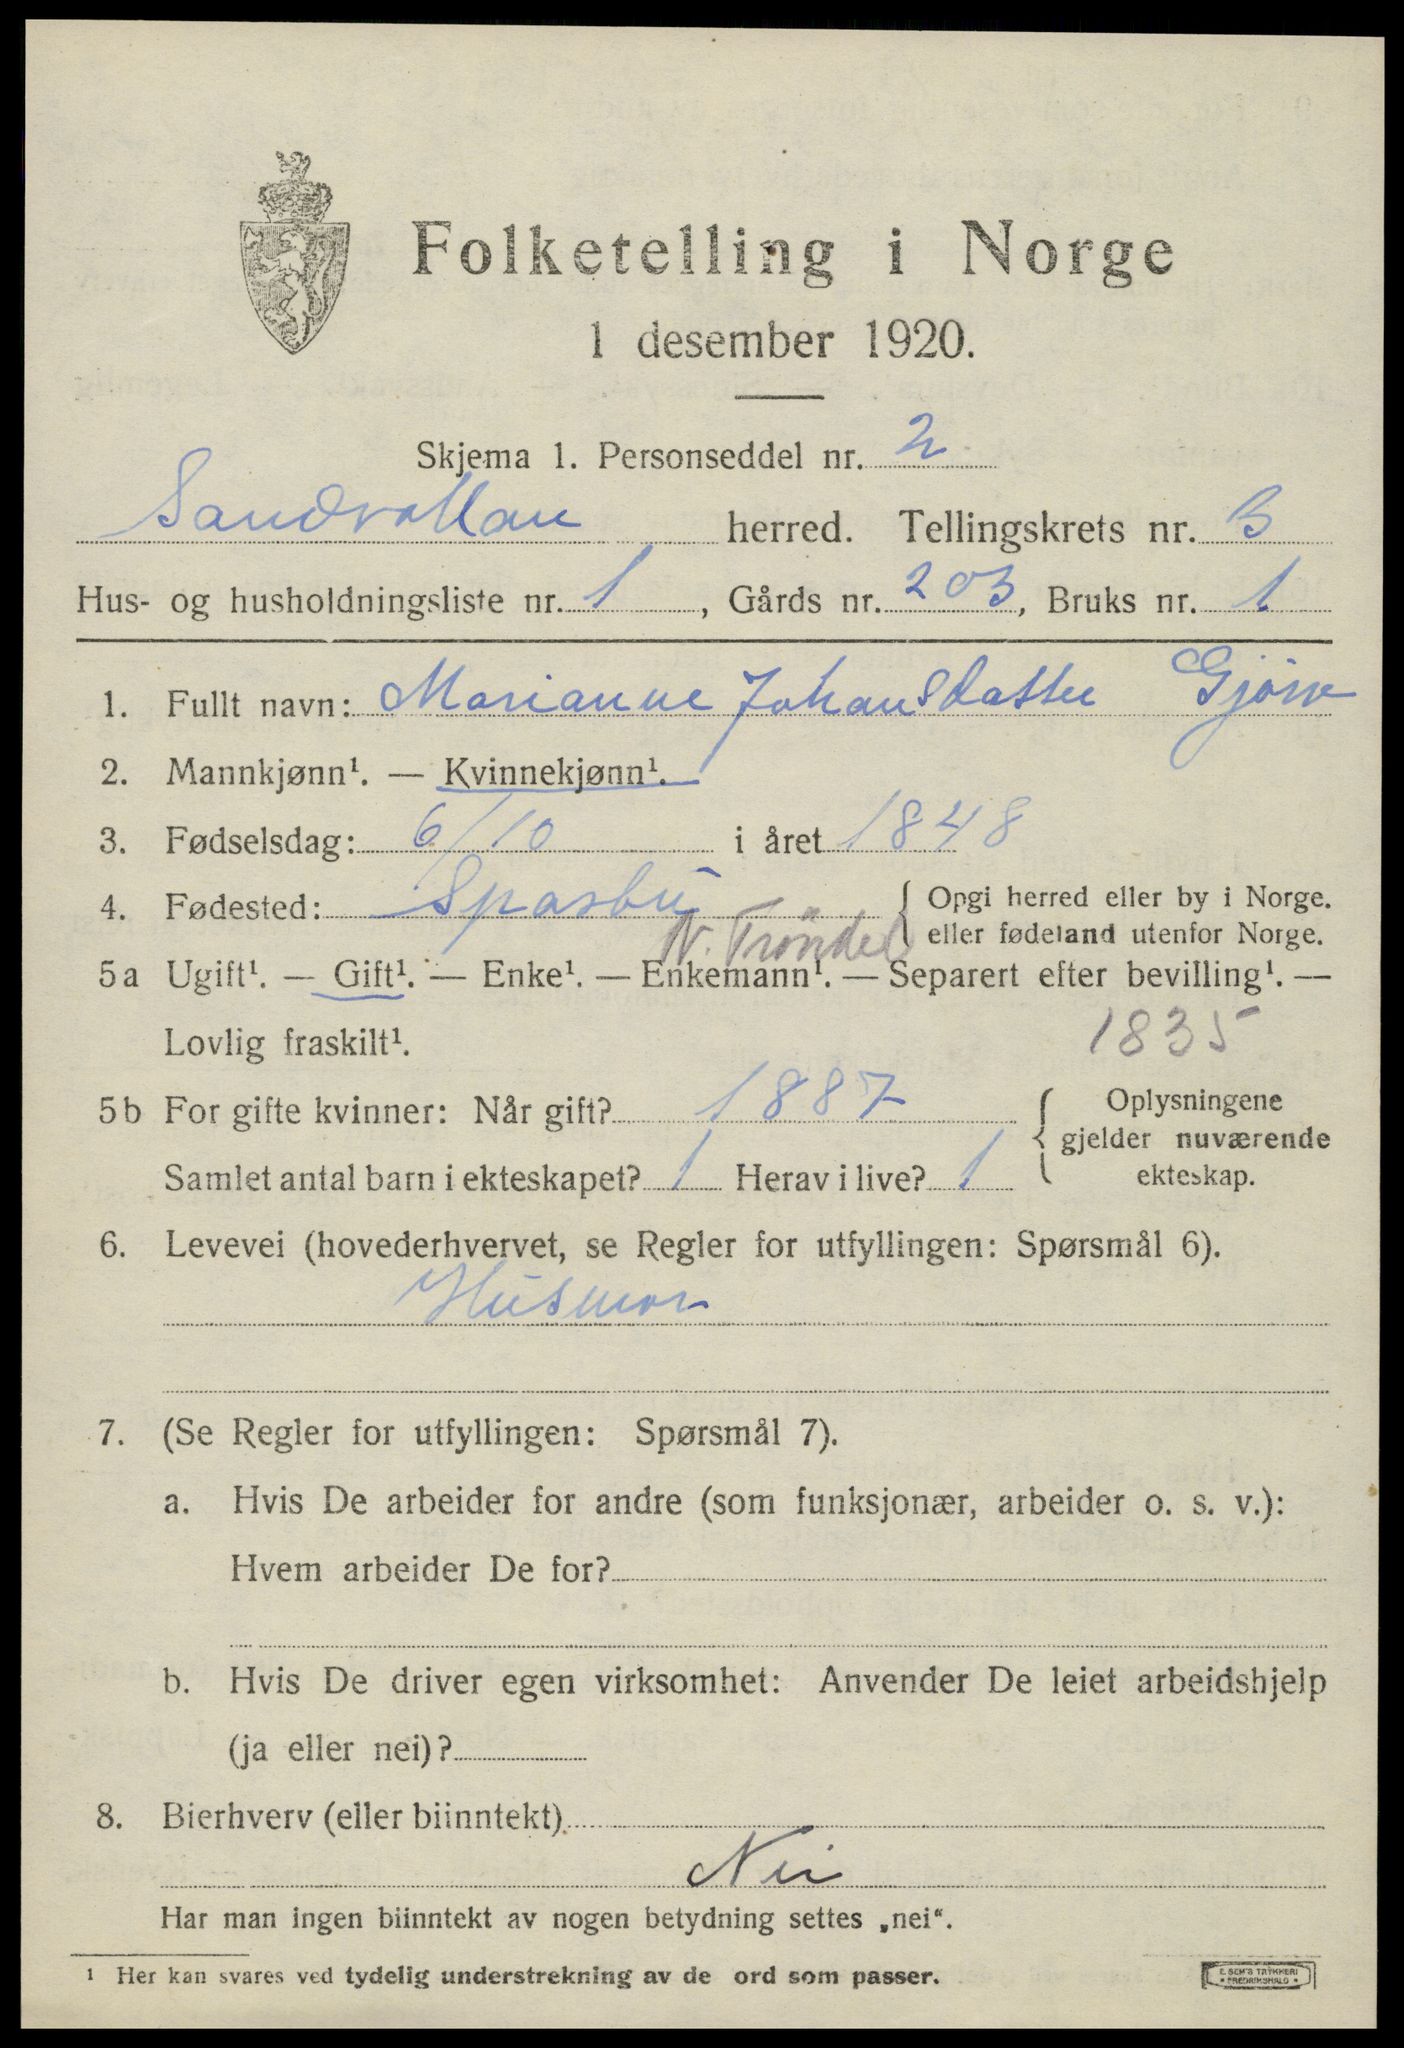 Folketelling i Norge
1 desember 1920.
Skjema 1. Personseddel nr. 2
Sandvollan herred. Tellingskrets nr. 3
Hus- og husholdningsliste nr. 1, Gårds nr. 203, Bruks nr. 1
1. Fullt navn: Marianne Johansdatter
2. Mannkjønn¹. — Kvinnekjønn¹.
3. Fødselsdag: 6/10 i året 1848
4. Fødested: Sparbu { Opgi herred eller by i Norge.
N. Tröndel. eller fødeland utenfor Norge.
5 a Ugift¹. — Gift¹. — Enke¹. — Enkemann¹. — Separert efter bevilling¹. —
Lovlig fraskilt¹. 1835
5 b For gifte kvinner: Når gift? 1887 { Oplysningene
gjelder nuværende
Samlet antal barn i ekteskapet? 1 Herav i live? 1 ekteskap.
6. Levevei (hovederhvervet, se Regler for utfyllingen: Spørsmål 6).
Husmor
7. (Se Regler for utfyllingen: Spørsmål 7).
a. Hvis De arbeider for andre (som funksjonær, arbeider o. s. v.):
Hvem arbeider De for?
b. Hvis De driver egen virksomhet: Anvender De leiet arbeidshjelp
(ja eller nei)?
8. Bierhverv (eller biinntekt)
Nei
Har man ingen biinntekt av nogen betydning settes „nei“.
¹ Her kan svares ved tydelig understrekning av de ord som passer.
E. SEM'S TRYKKERI
• FREDRIKSHALD •